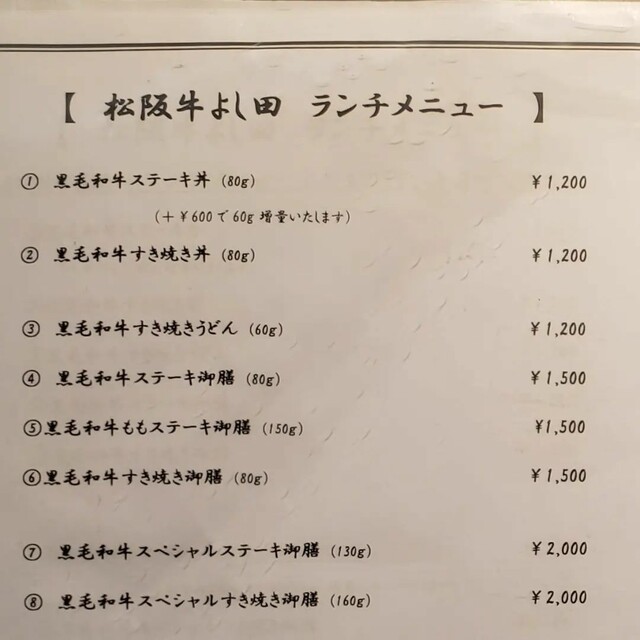 【 松阪牛よし田 ランチメニュー 】
① 黒毛和牛ステーキ丼 (80g) ¥1,200
(+¥600で60g増量いたします)
② 黒毛和牛すき焼き丼 (80g) ¥1,200
③ 黒毛和牛すき焼きうどん (60g) ¥1,200
④ 黒毛和牛ステーキ御膳 (80g) ¥1,500
⑤黒毛和牛ももステーキ御膳 (150g) ¥1,500
⑥黒毛和牛すき焼き御膳 (80g) ¥1,500
⑦ 黒毛和牛スペシャルステーキ御膳 (130g) ¥2,000
⑧ 黒毛和牛スペシャルすき焼き御膳 (160g) ¥2,000